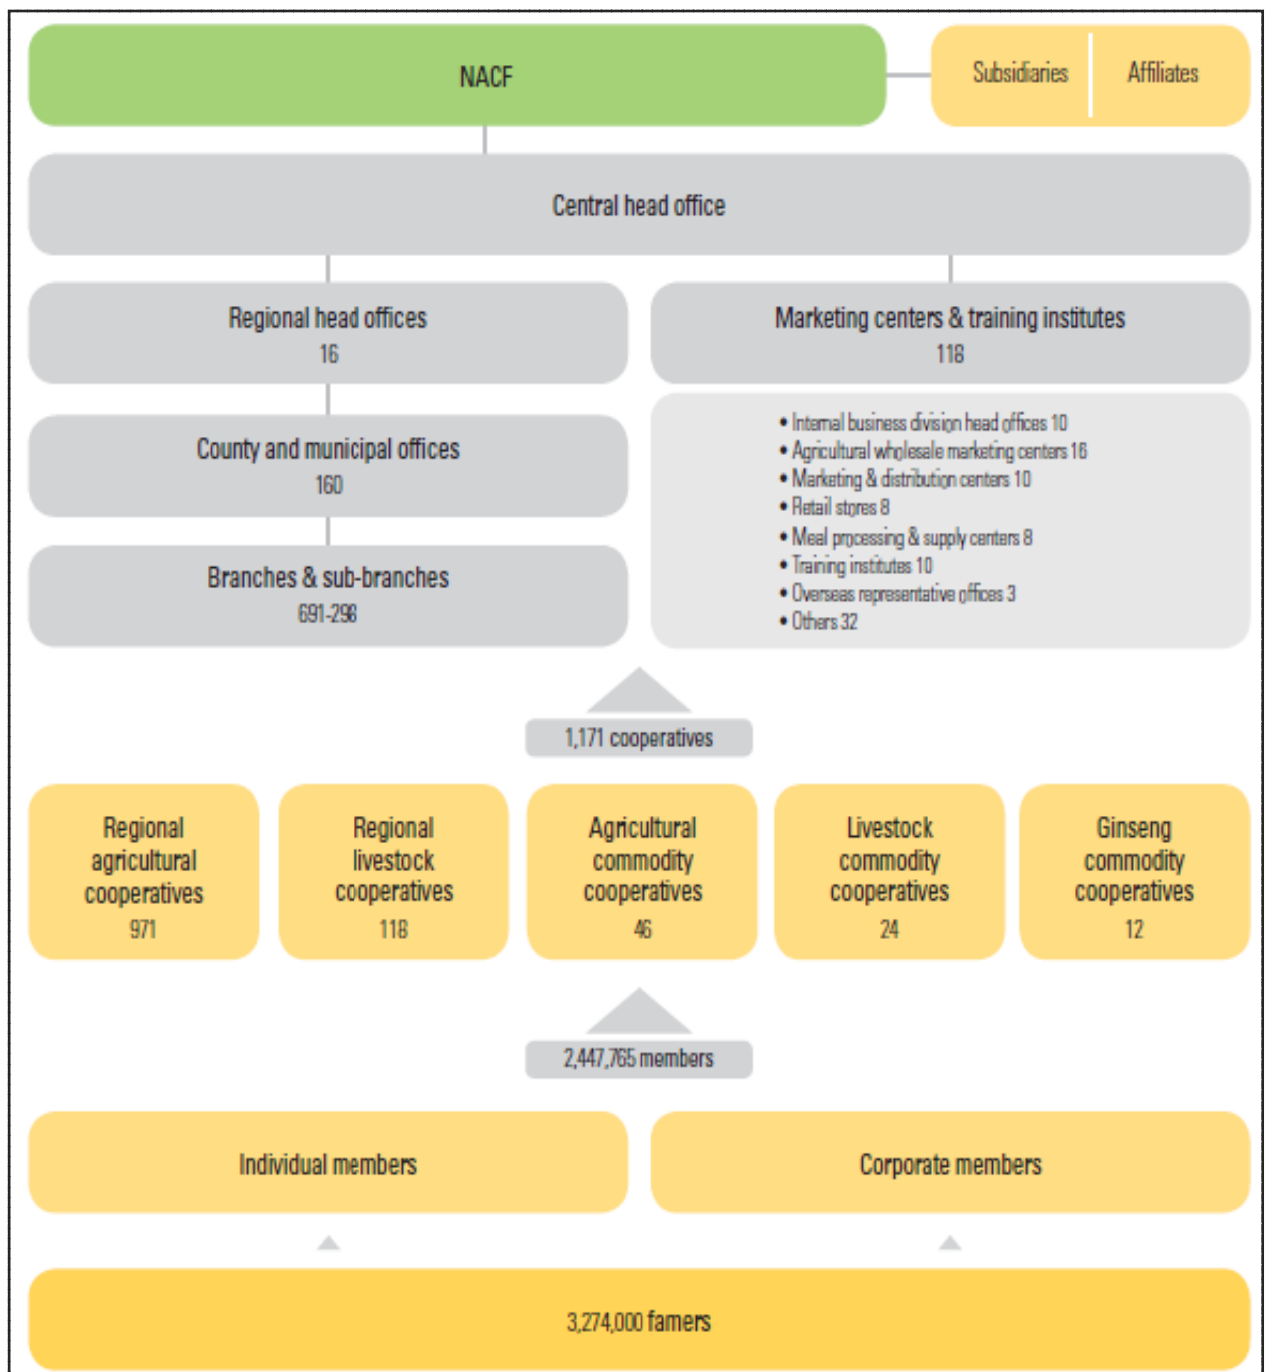 NACF
Subsidiaries
Affiliates
Central head office
Regional head offices
16
Marketing centers & training institutes
118
County and municipal offices
160
Branches & sub-branches
691-296
• Internal business division head offices 10
• Agricultural wholesale marketing centers 16
• Marketing & distribution centers 10
• Retail stores 8
• Meal processing & supply centers 8
• Training institutes 10
• Overseas representative offices 3
• Others 32
1,171 cooperatives
Regional
agricultural
cooperatives
971
Regional
livestock
cooperatives
118
Agricultural
commodity
cooperatives
46
Livestock
commodity
cooperatives
24
Ginseng
commodity
cooperatives
12
2,447,765 members
Individual members
Corporate members
3,274,000 famers